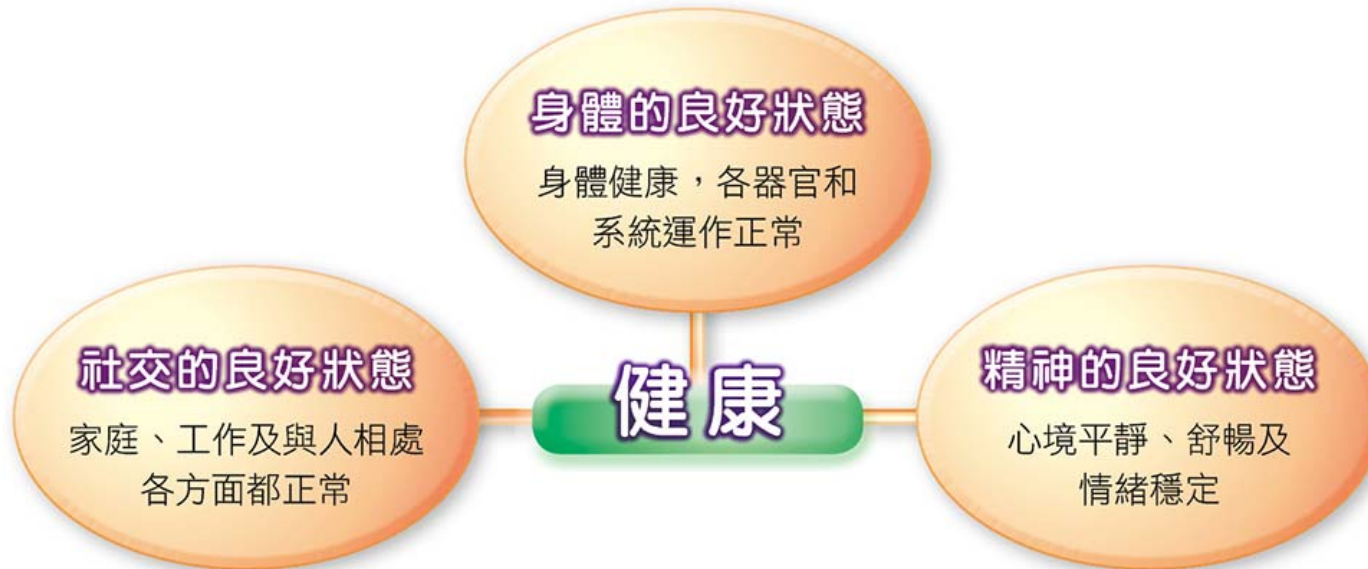 身體的良好狀態
身體健康，各器官和
系統運作正常
社交的良好狀態
家庭、工作及與人相處
各方面都正常
健康
精神的良好狀態
心境平靜、舒暢及
情緒穩定